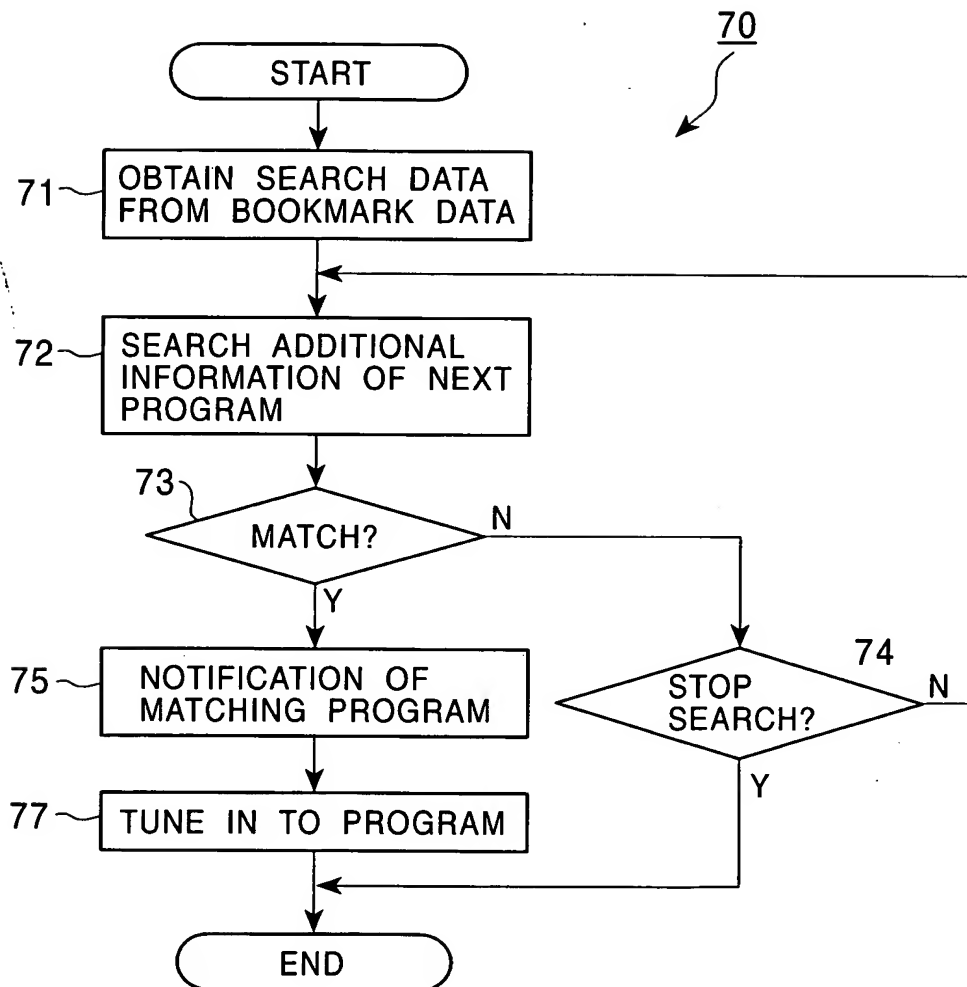 70
START
71
OBTAIN SEARCH DATA
FROM BOOKMARK DATA
72
SEARCH ADDITIONAL
INFORMATION OF NEXT
PROGRAM
73
MATCH?
N
Y
75
NOTIFICATION OF
MATCHING PROGRAM
74
STOP
SEARCH?
N
Y
77
TUNE IN TO PROGRAM
END